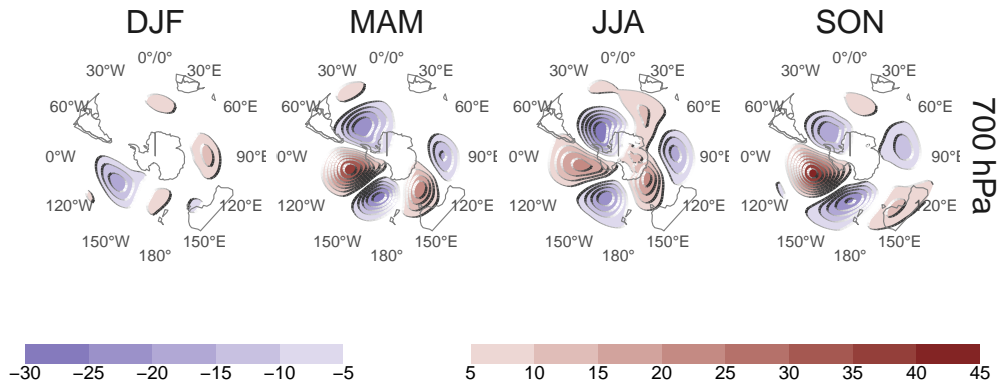 DJF MAM JJA SON
0°/0° 0°/0° 0°/0° 0°/0°
30°W 30°E 30°W 30°E 30°W 30°E 30°W 30°E
60°W 60°E 60°W 60°E 60°W 60°E 60°W 60°E
0°W 90°E 0°W 90°E 0°W 90°E 0°W 90°E
120°W 120°E 120°W 120°E 120°W 120°E 120°W 120°E
150°W 150°E 150°W 150°E 150°W 150°E 150°W 150°E
180° 180° 180° 180°
700 hPa
−30 −25 −20 −15 −10 −5 5 10 15 20 25 30 35 40 45